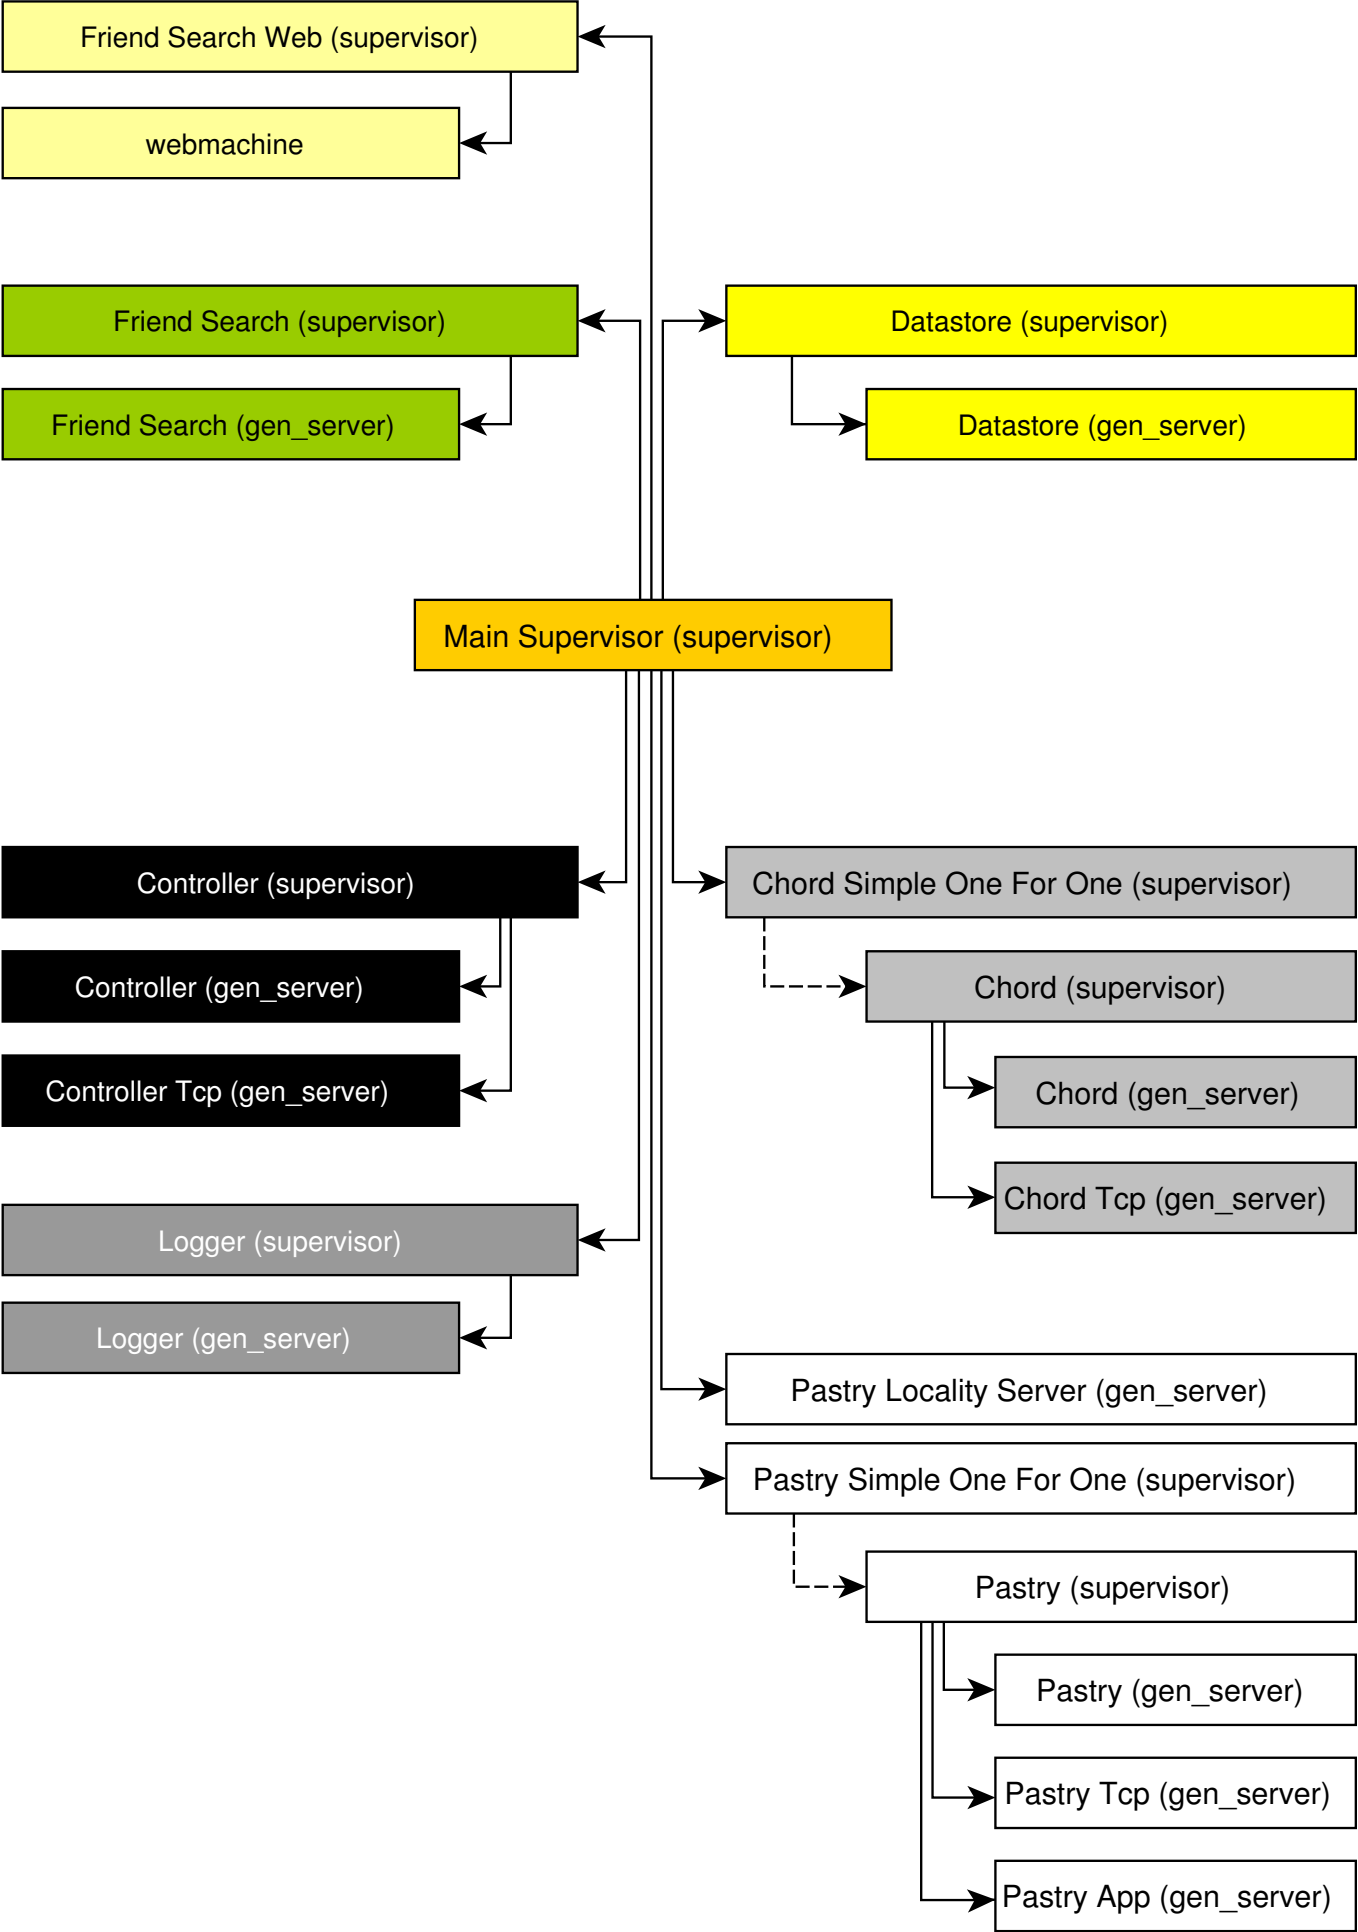 Friend Search Web (supervisor)
webmachine
Friend Search (supervisor)
Datastore (supervisor)
Friend Search (gen_server)
Datastore (gen_server)
Main Supervisor (supervisor)
Controller (supervisor)
Chord Simple One For One (supervisor)
Controller (gen_server)
Chord (supervisor)
Controller Tcp (gen_server)
Chord (gen_server)
Chord Tcp (gen_server)
Logger (supervisor)
Logger (gen_server)
Pastry Locality Server (gen_server)
Pastry Simple One For One (supervisor)
Pastry (supervisor)
Pastry (gen_server)
Pastry Tcp (gen_server)
Pastry App (gen_server)